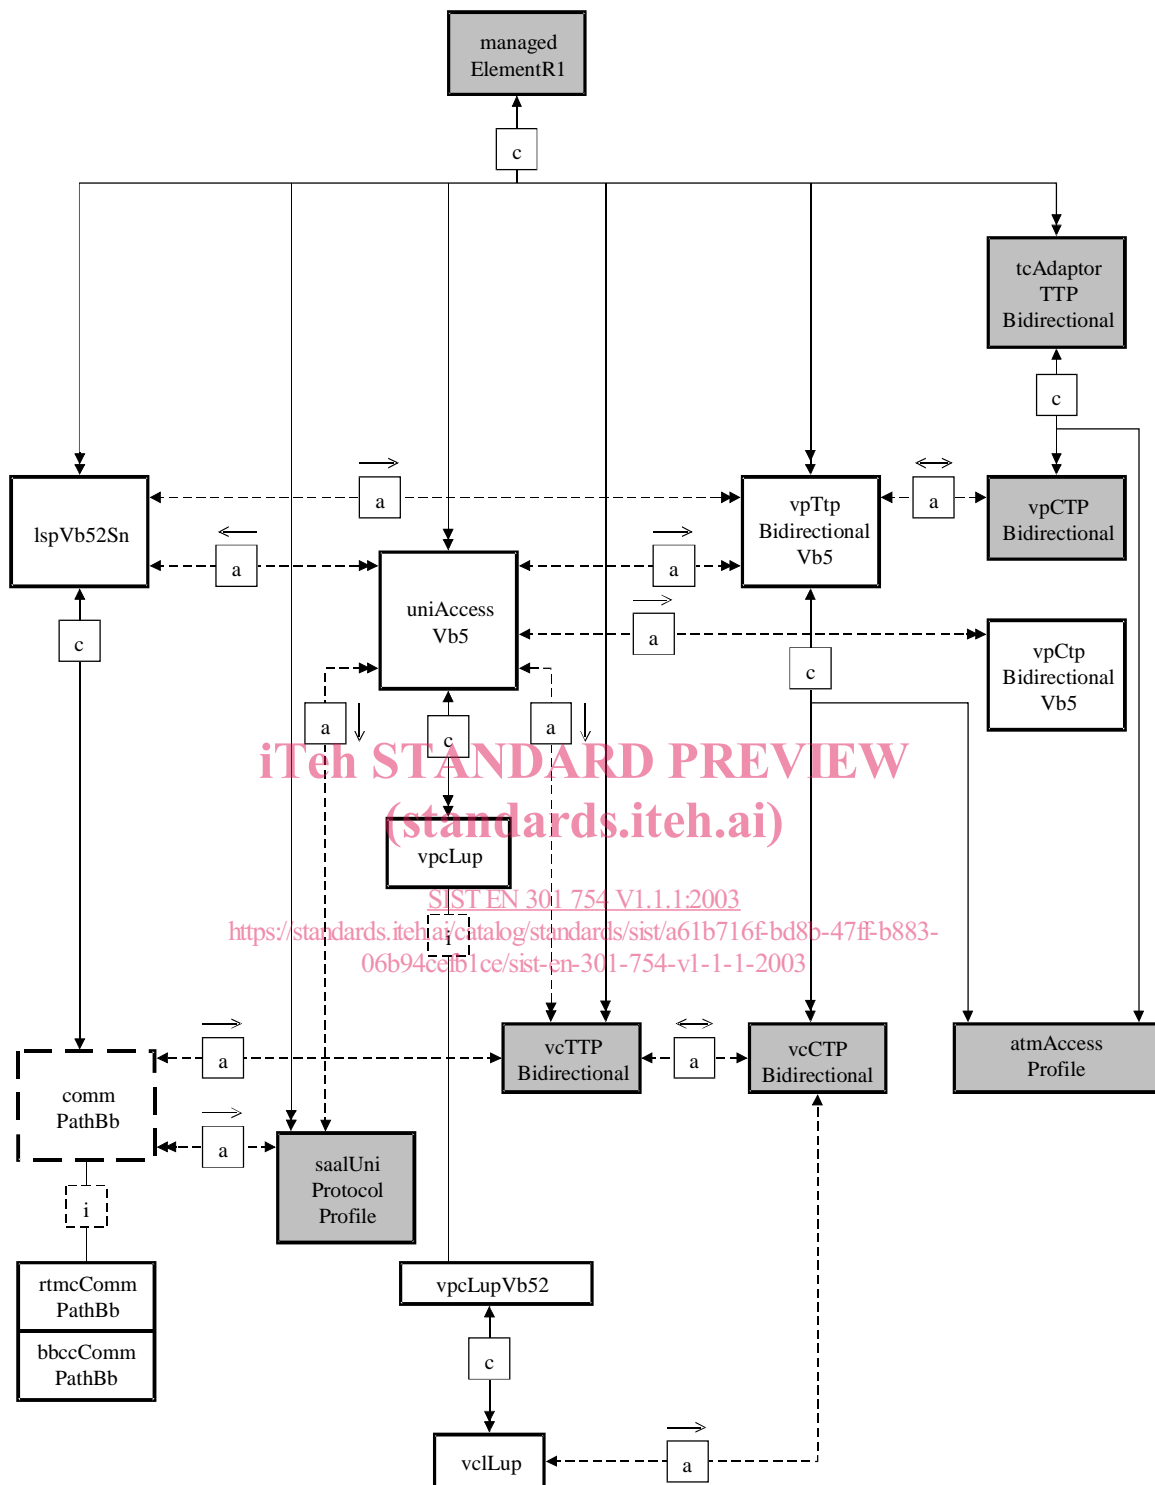 managed
ElementR1
c
tcAdaptor
TTP
Bidirectional
c
lspVb52Sn
a
vpTtp
Bidirectional
Vb5
a
vpCTP
Bidirectional
a
uniAccess
Vb5
a
a
vpCtp
Bidirectional
Vb5
c
c
a
c
a
iTeh STANDARD PREVIEW
(standards.iteh.ai)
vpcLup
SIST EN 301 754 V1.1.1:2003
https://standards.iteh.ai/catalog/standards/sist/a61b716f-bd8b-47ff-b883-
06b94cefb1ce/sist-en-301-754-v1-1-1-2003
i
comm
PathBb
a
vcTTP
Bidirectional
a
vcCTP
Bidirectional
atmAccess
Profile
a
saalUni
Protocol
Profile
i
rtmcComm
PathBb
bbccComm
PathBb
vpcLupVb52
c
vclLup
a